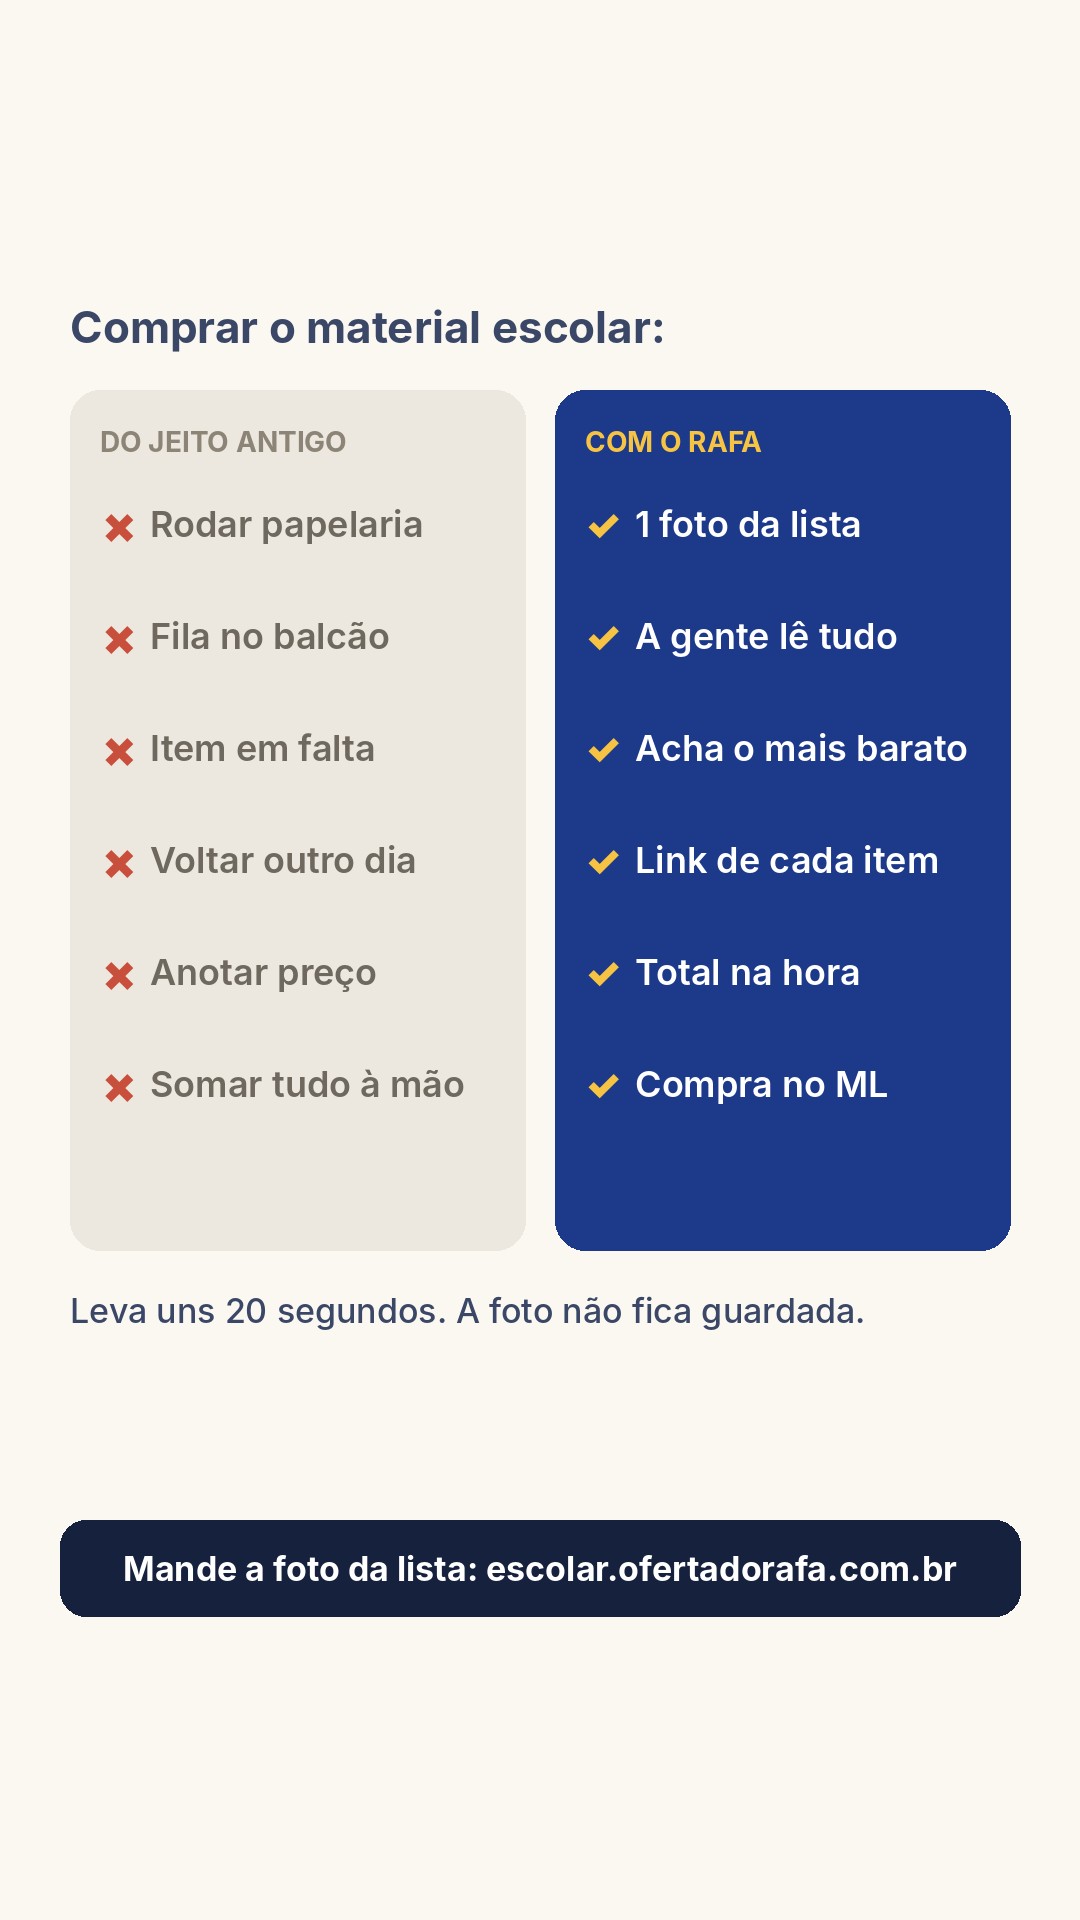 Comprar o material escolar:
DO JEITO ANTIGO
✖ Rodar papelaria
✖ Fila no balcão
✖ Item em falta
✖ Voltar outro dia
✖ Anotar preço
✖ Somar tudo à mão
COM O RAFA
✔ 1 foto da lista
✔ A gente lê tudo
✔ Acha o mais barato
✔ Link de cada item
✔ Total na hora
✔ Compra no ML
Leva uns 20 segundos. A foto não fica guardada.
Mande a foto da lista: escolar.ofertadorafa.com.br